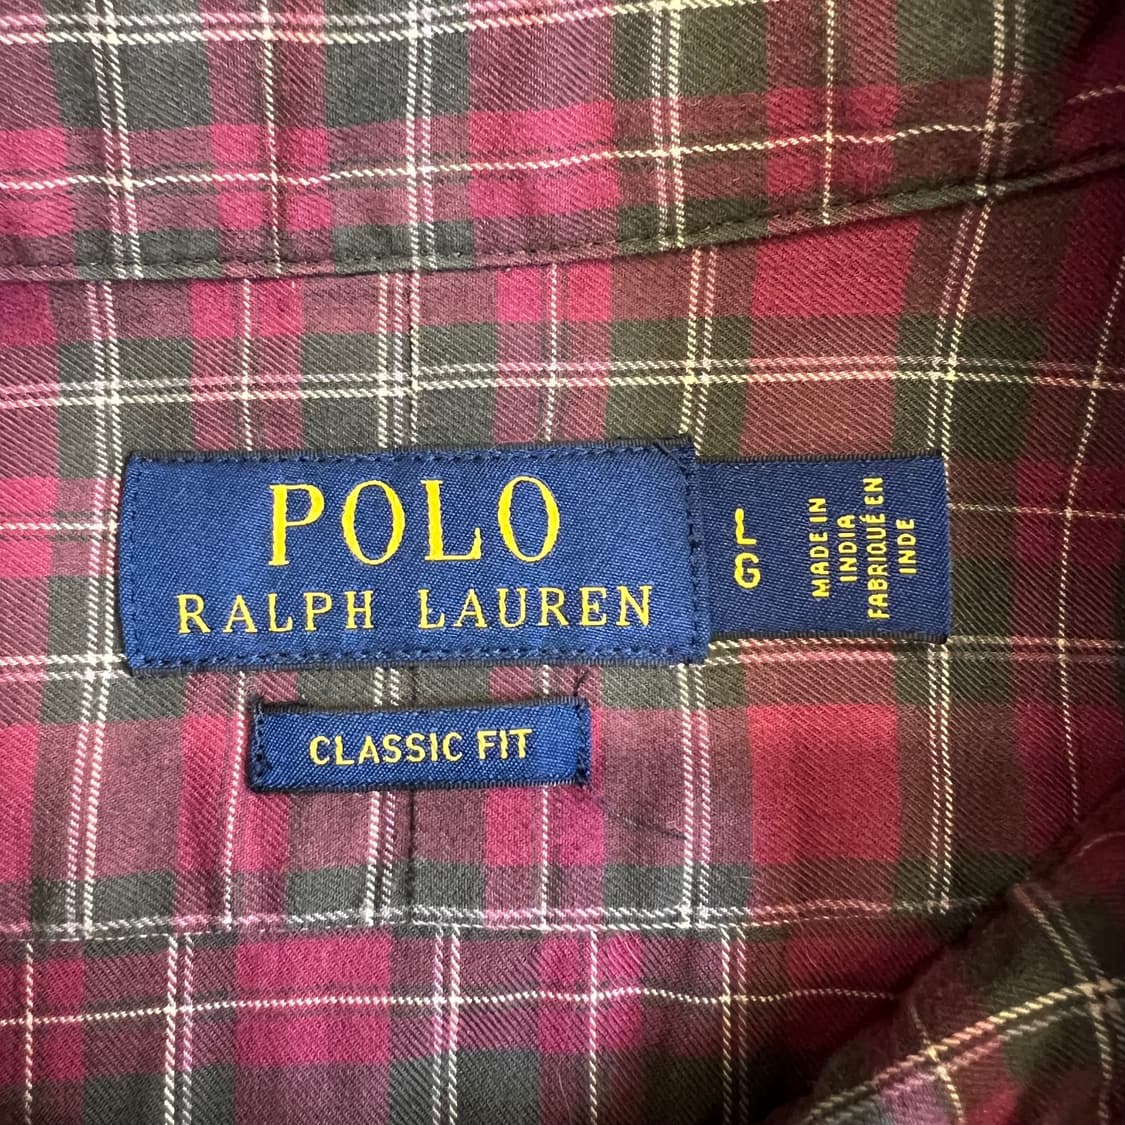 POLO
RALPH LAUREN
L
G
MADE IN
INDIA
FABRIQUÉ EN
INDE
CLASSIC FIT